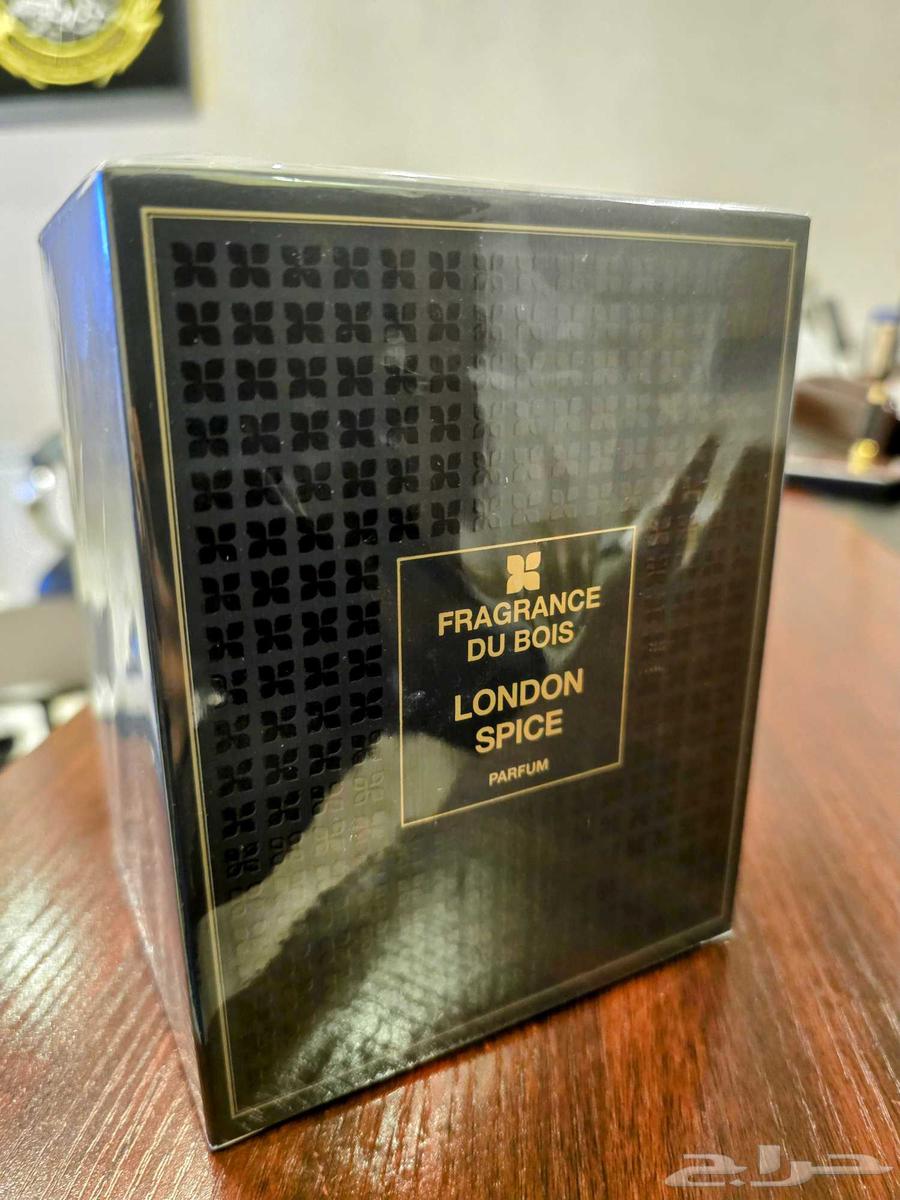 FRAGRANCE
DU BOIS
LONDON
SPICE
PARFUM
حراج